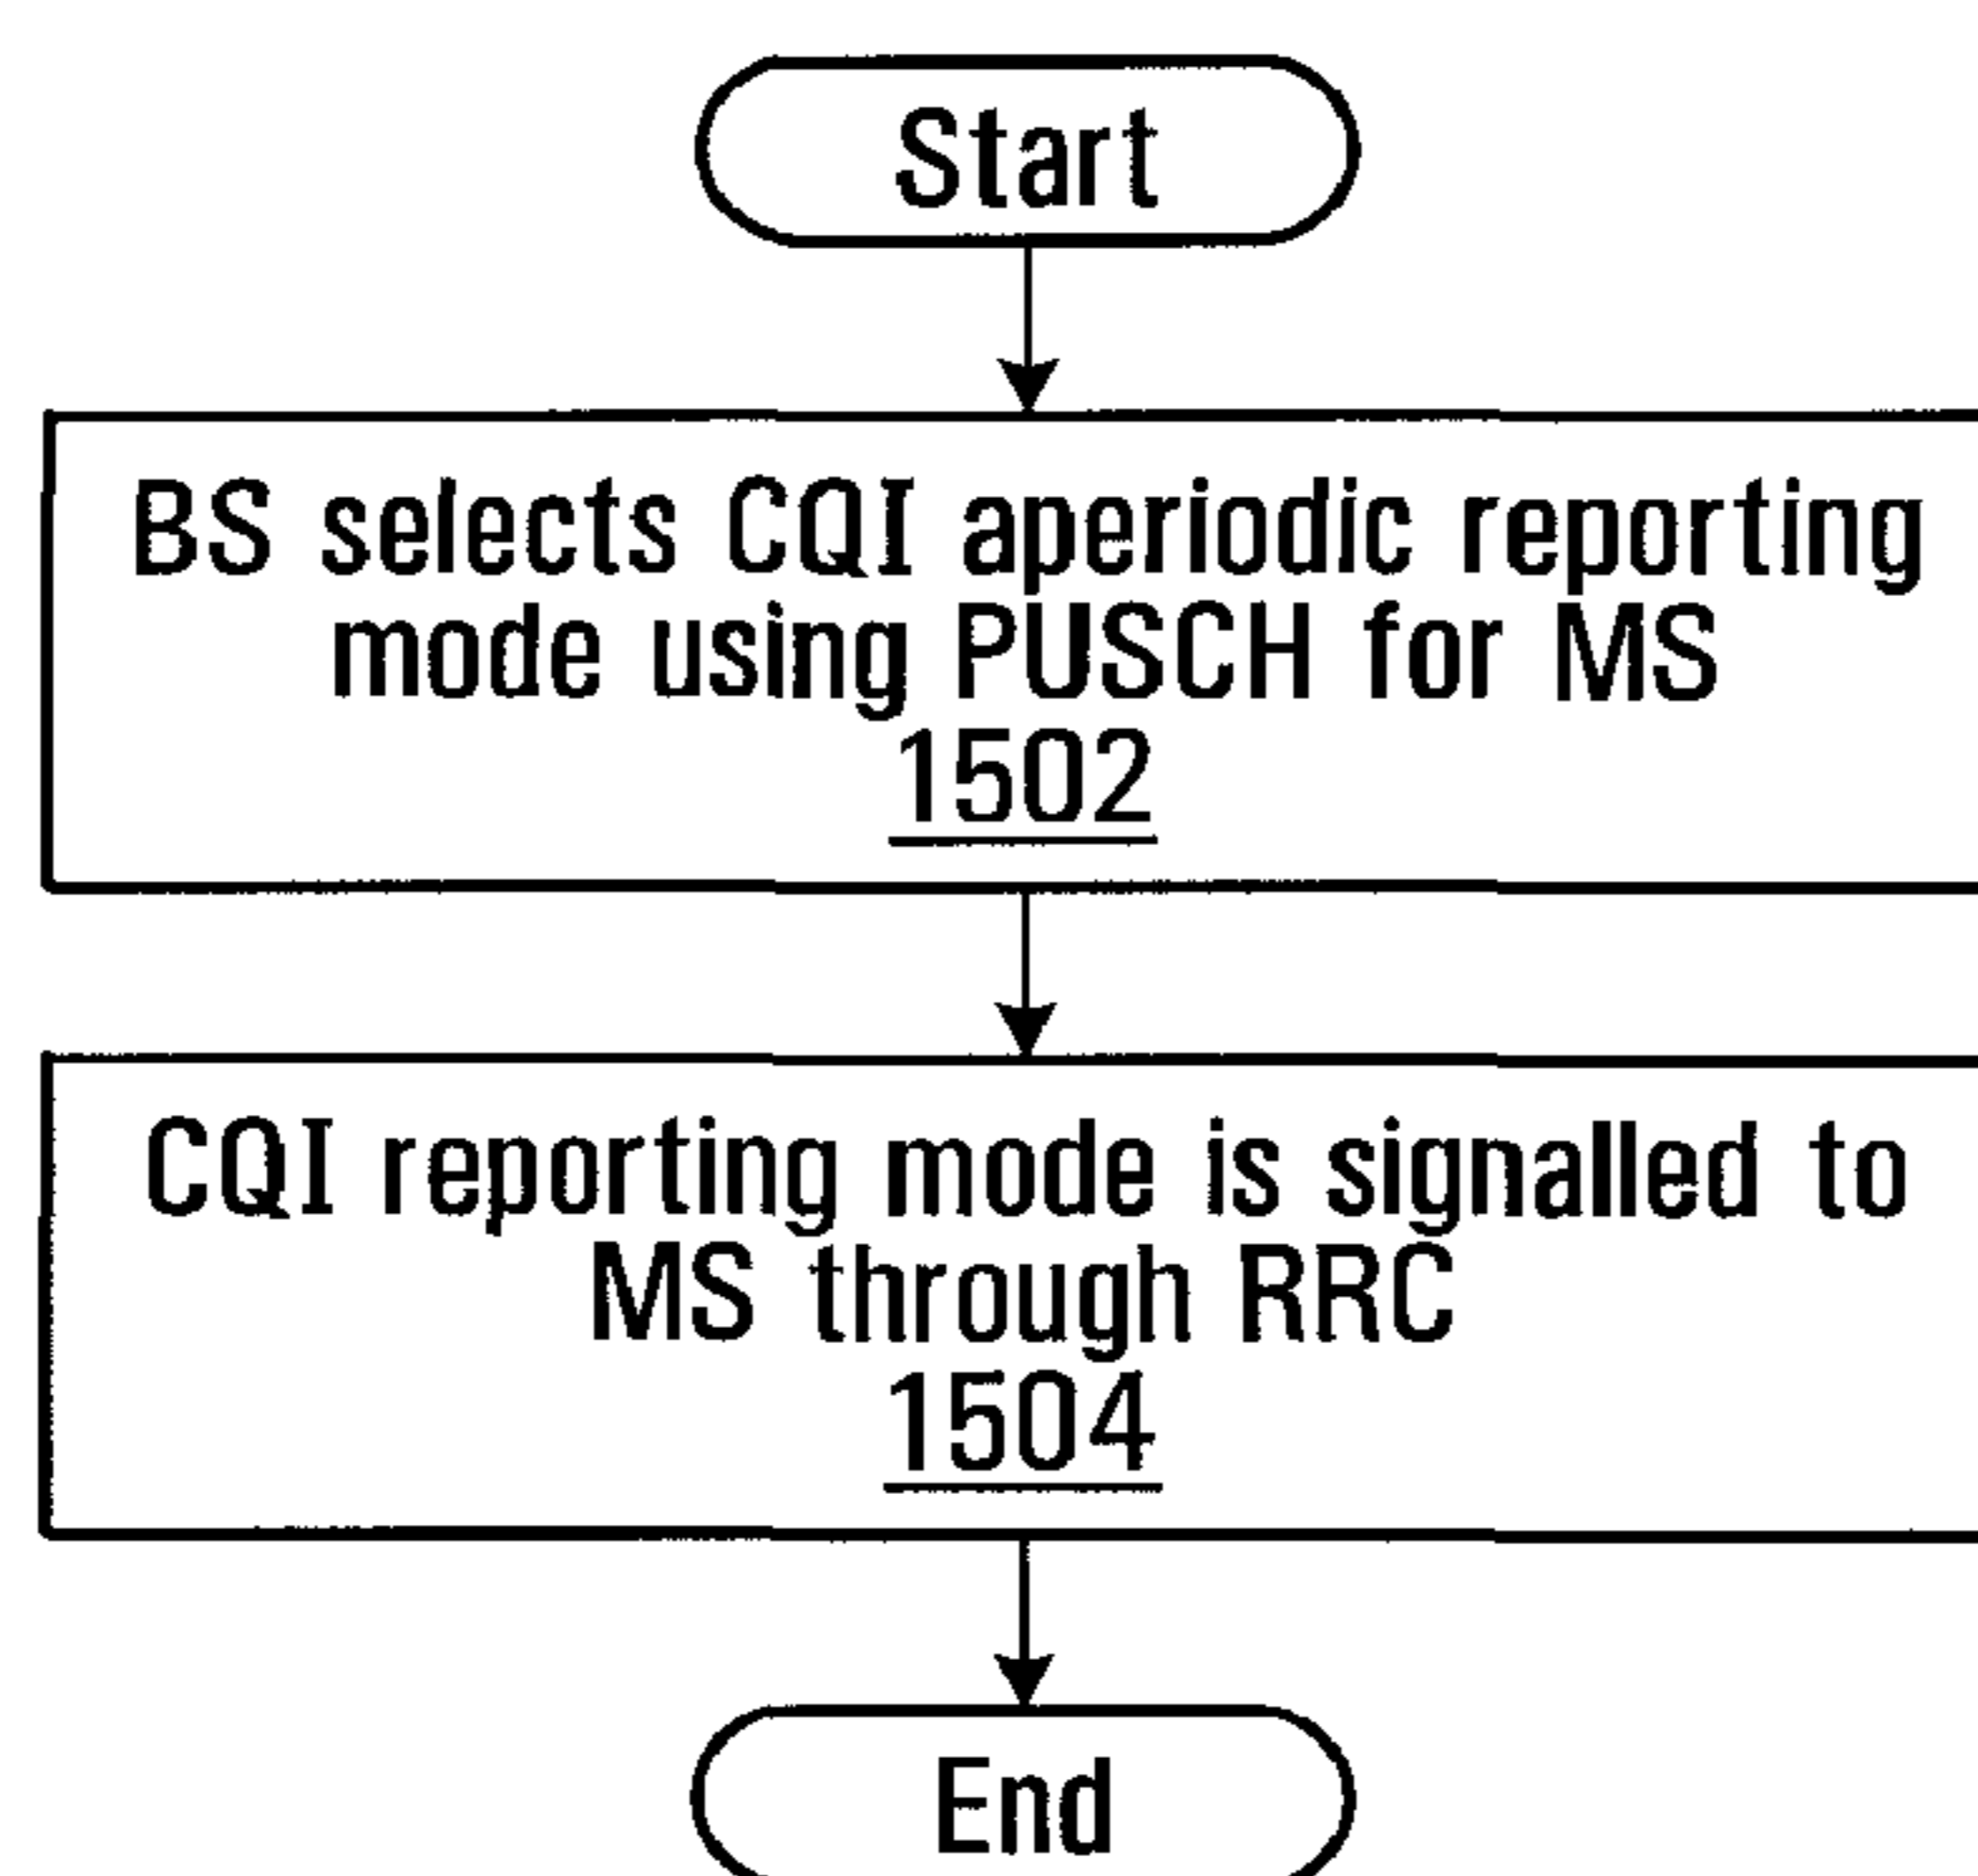 Start
BS selects CQI aperiodic reporting
mode using PUSCH for MS
1502
CQI reporting mode is signalled to
MS through RRC
1504
End